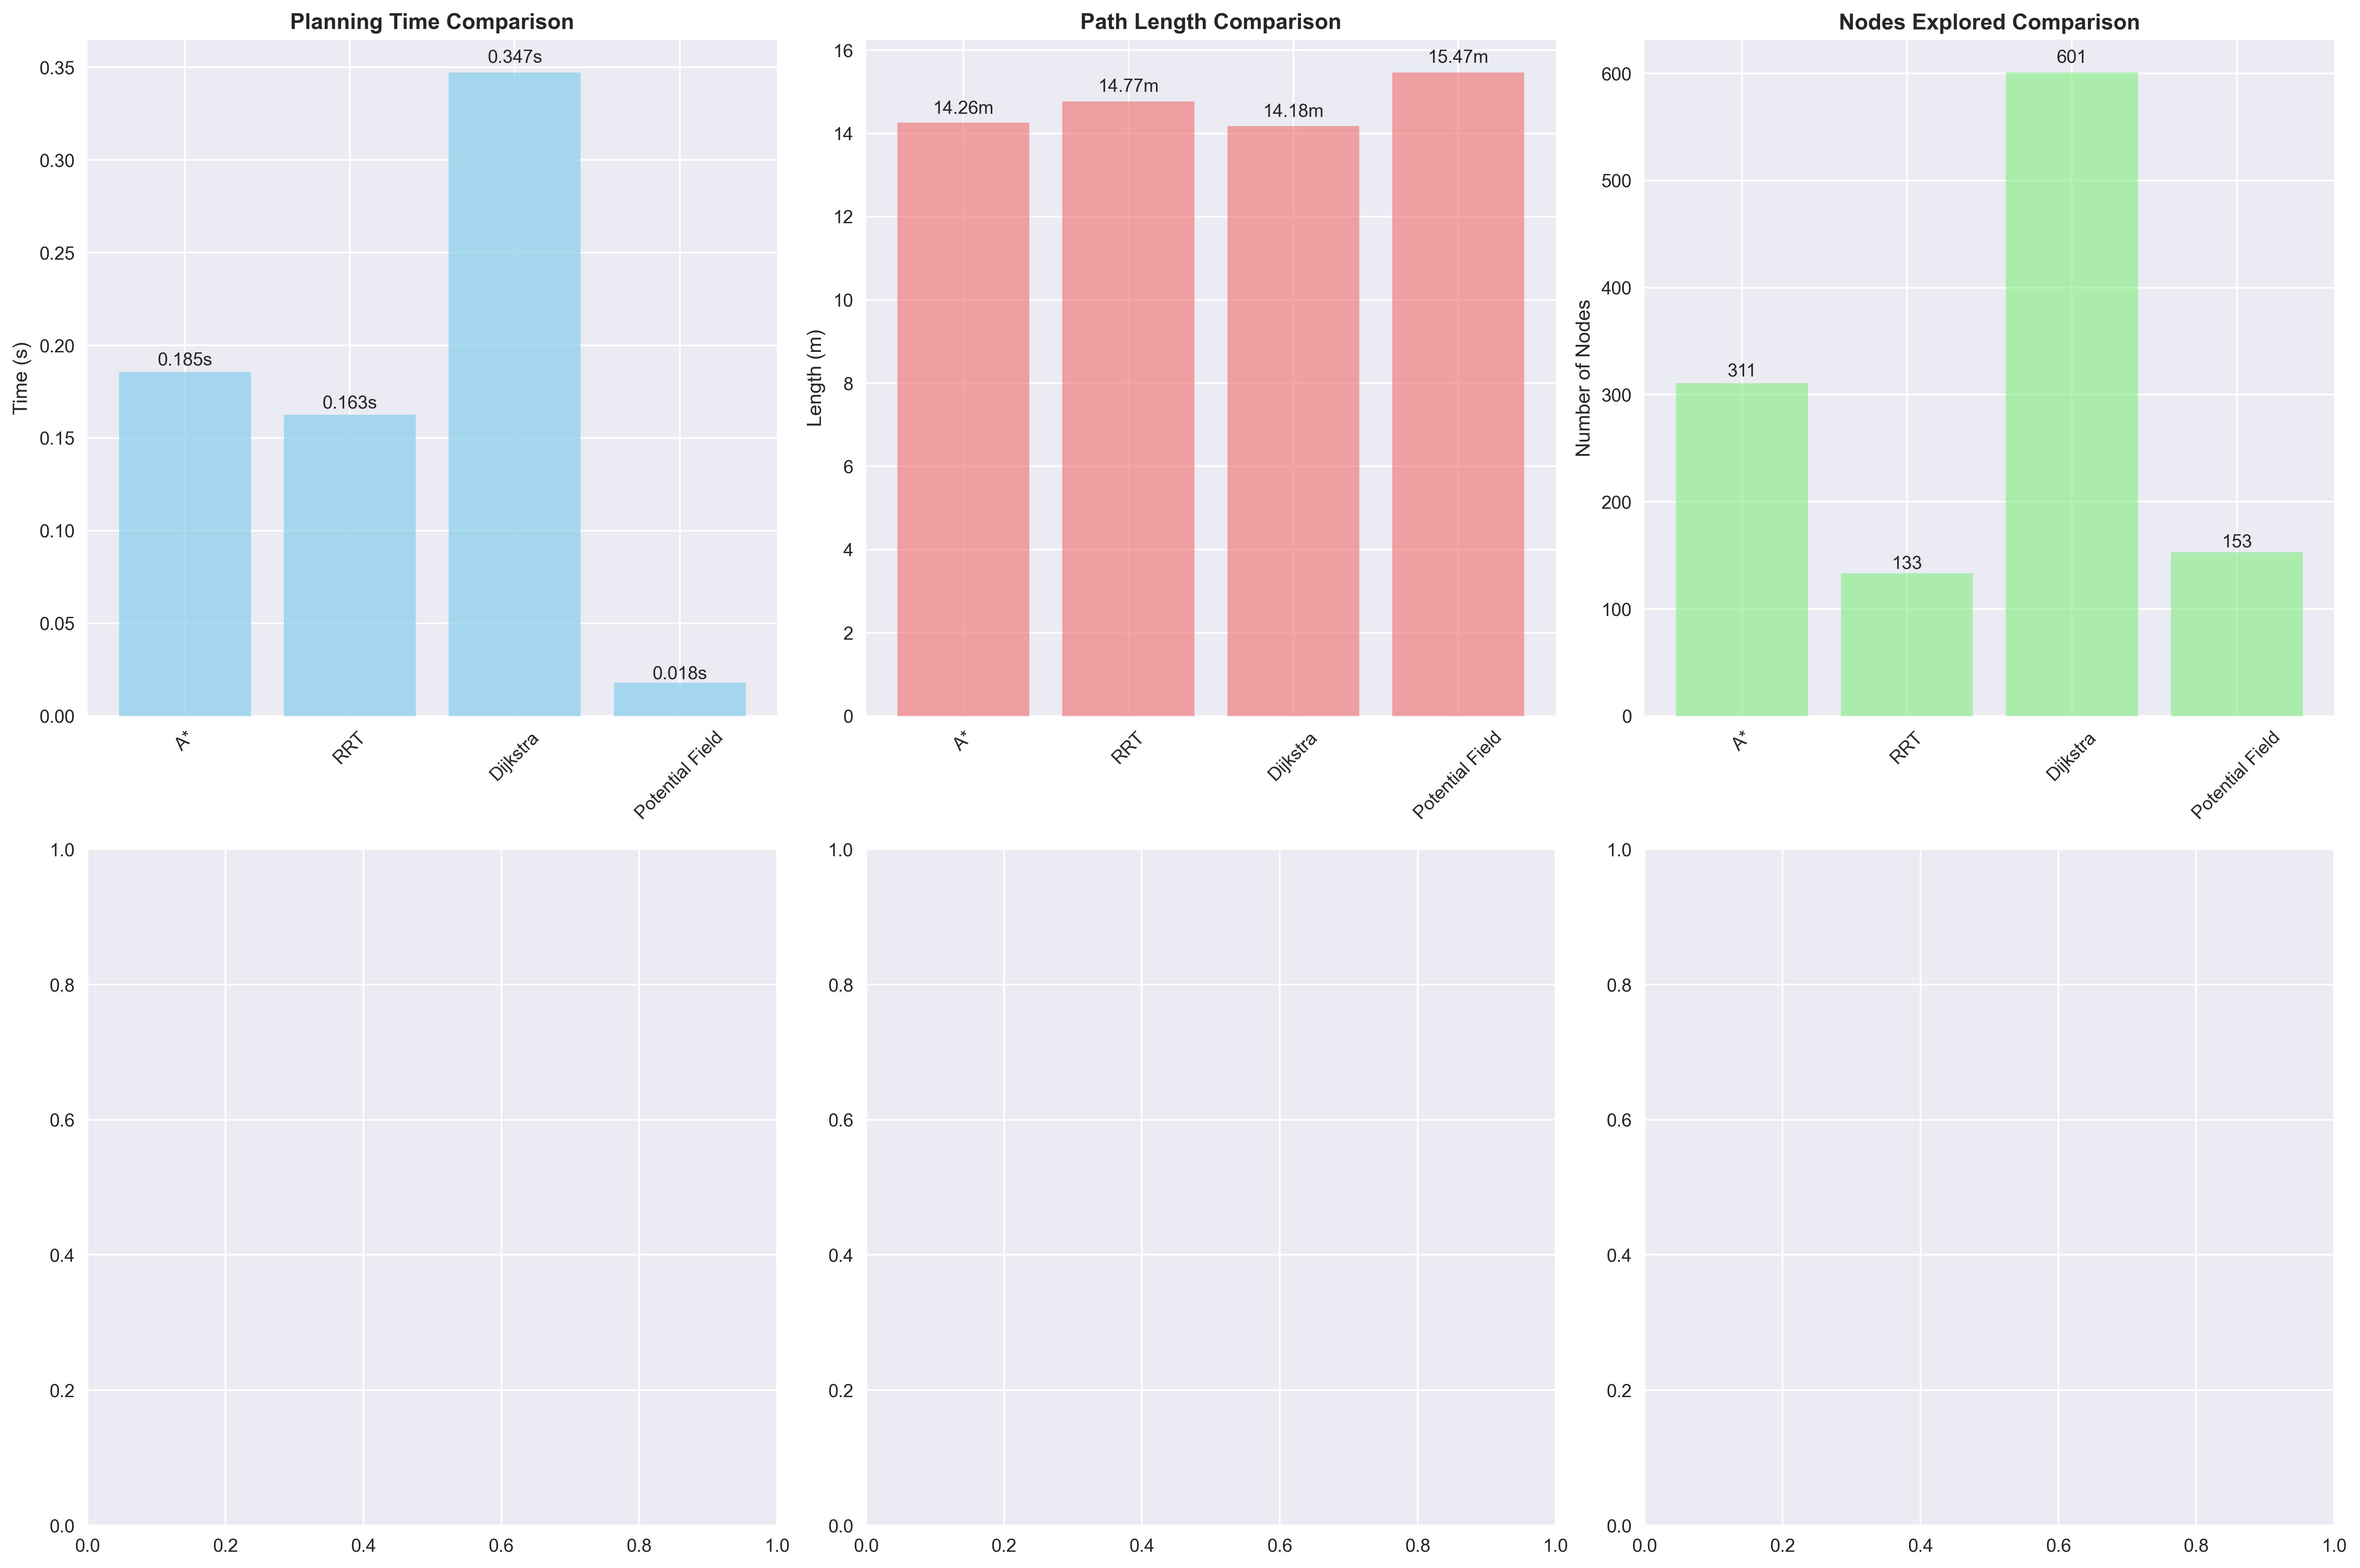 Planning Time Comparison
Time (s)
0.35
0.30
0.25
0.20
0.15
0.10
0.05
0.00
0.185s
0.163s
0.347s
0.018s
A*
RRT
Dijkstra
Potential Field
Path Length Comparison
Length (m)
16
14
12
10
8
6
4
2
0
14.26m
14.77m
14.18m
15.47m
A*
RRT
Dijkstra
Potential Field
Nodes Explored Comparison
Number of Nodes
600
500
400
300
200
100
0
311
133
601
153
A*
RRT
Dijkstra
Potential Field
1.0
0.8
0.6
0.4
0.2
0.0
0.0 0.2 0.4 0.6 0.8 1.0
1.0
0.8
0.6
0.4
0.2
0.0
0.0 0.2 0.4 0.6 0.8 1.0
1.0
0.8
0.6
0.4
0.2
0.0
0.0 0.2 0.4 0.6 0.8 1.0